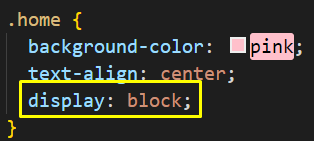 .home {
background-color: pink;
text-align: center;
display: block;
}